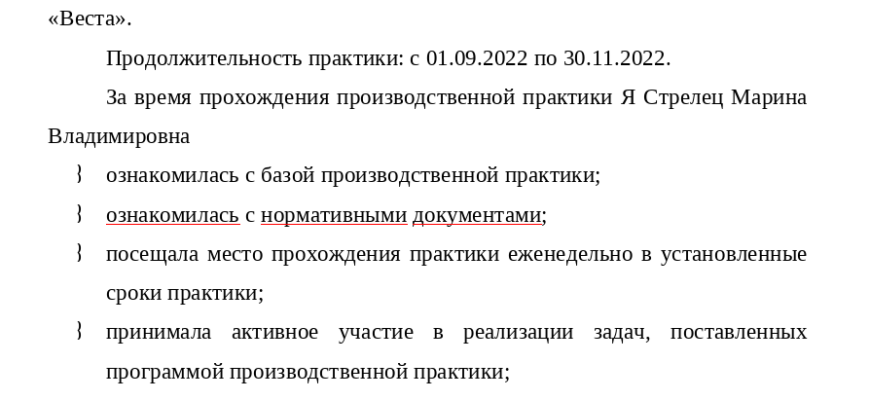 «Веста».
Продолжительность практики: с 01.09.2022 по 30.11.2022.
За время прохождения производственной практики Я Стрелец Марина
Владимировна
ознакомилась с базой производственной практики;
ознакомилась с нормативными документами;
посещала место прохождения практики еженедельно в установленные
сроки практики;
принимала активное участие в реализации задач, поставленных
программой производственной практики;